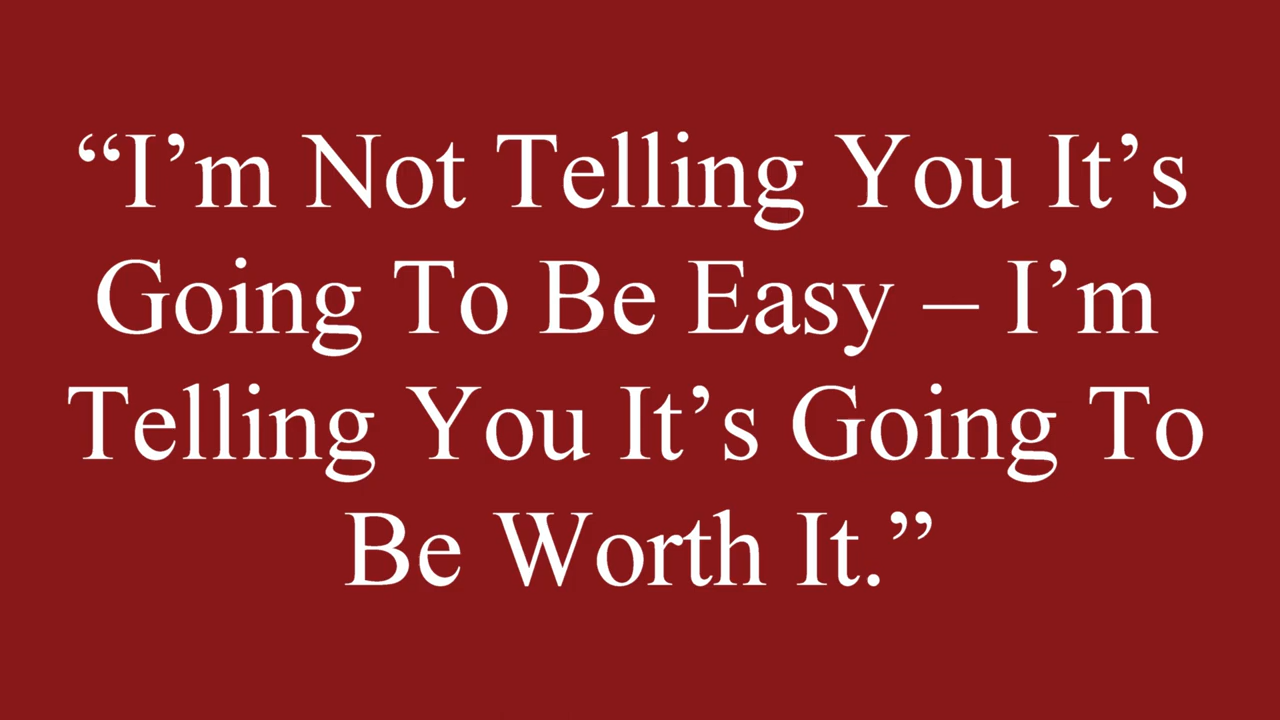 “I’m Not Telling You It’s
Going To Be Easy – I’m
Telling You It’s Going To
Be Worth It.”